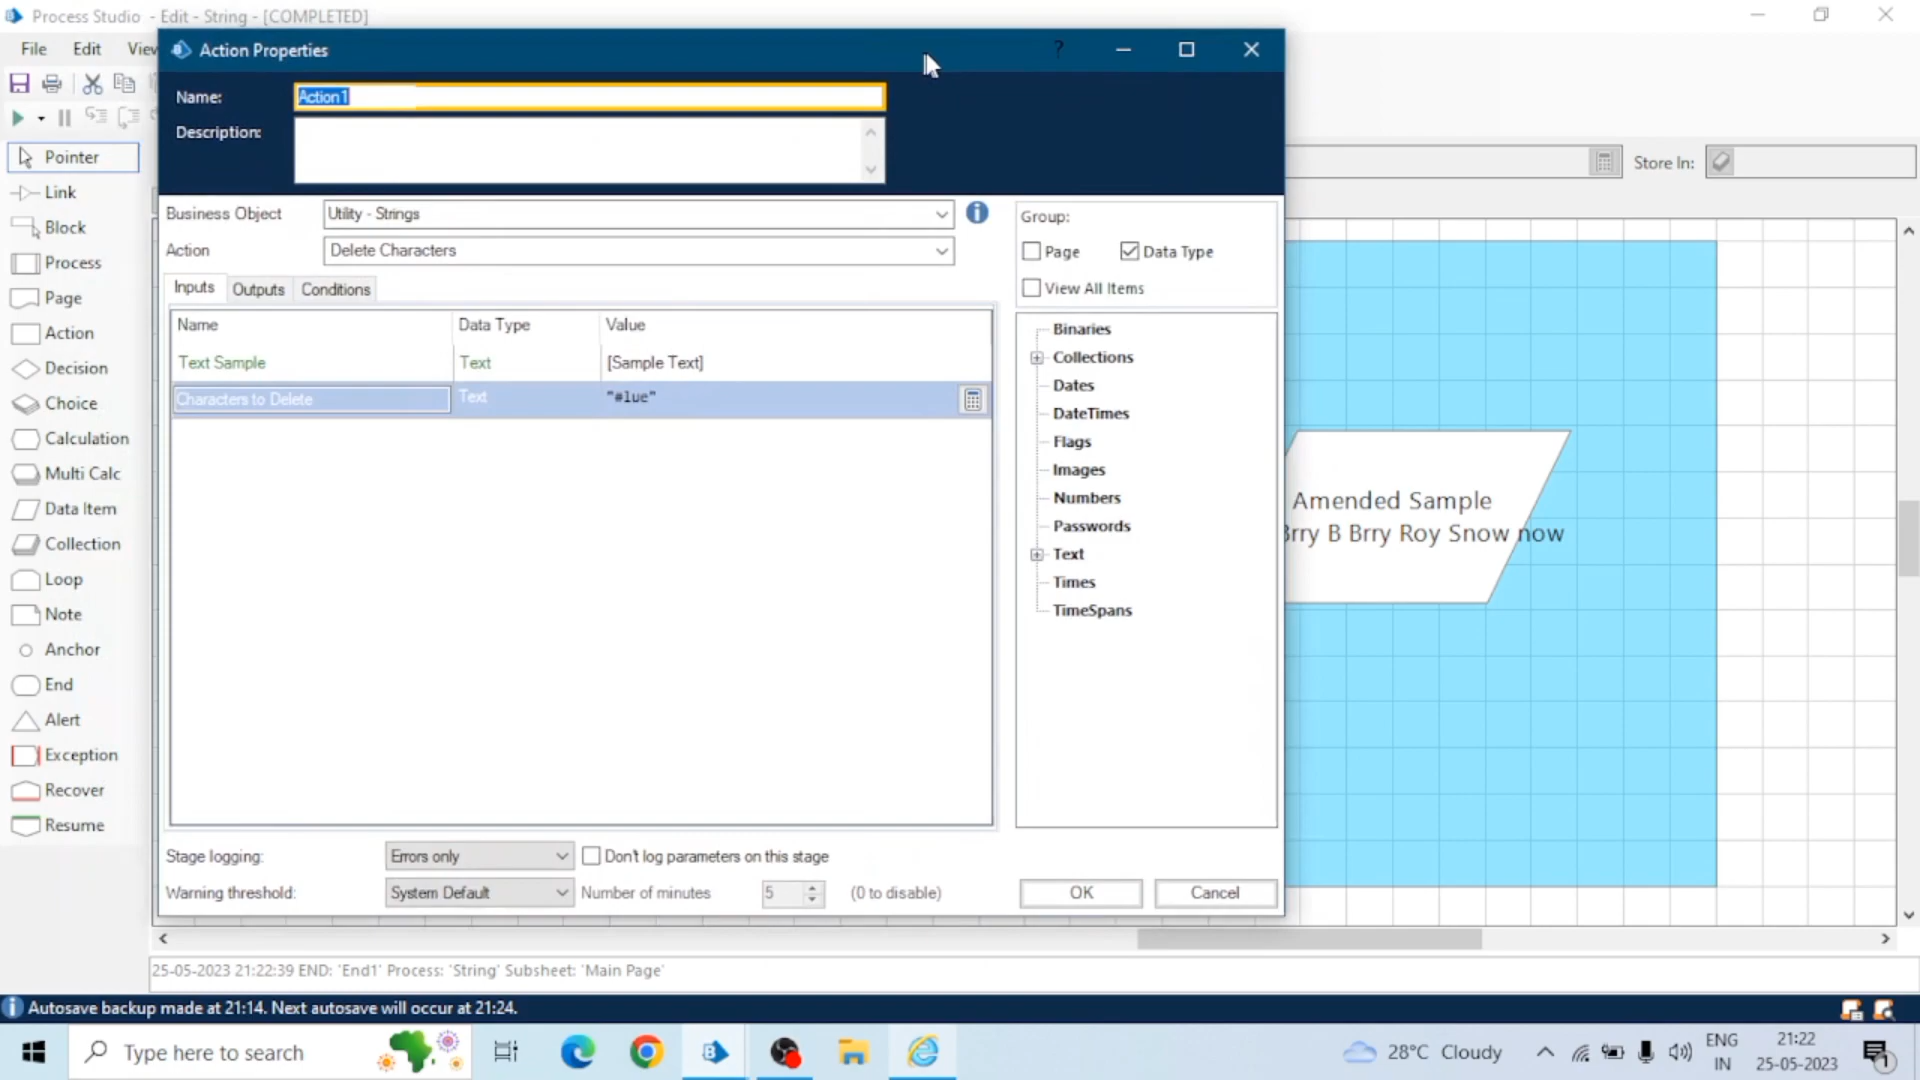 Process Studio - Edit - String - [COMPLETED]
File Edit View
Action Properties
?
Name: Action1
Description:
Store In:
Pointer
Link
Block
Process
Page
Action
Decision
Choice
Calculation
Multi Calc
Data Item
Collection
Loop
Note
Anchor
End
Alert
Exception
Recover
Resume
Business Object Utility - Strings
Action Delete Characters
Inputs Outputs Conditions
Name Data Type Value
Text Sample Text [Sample Text]
Characters to Delete Text "#lue"
Group:
Page Data Type
View All Items
Binaries
Collections
Dates
DateTimes
Flags
Images
Numbers
Passwords
Text
Times
TimeSpans
Amended Sample
Brry B Brry Roy Snow now
Stage logging: Errors only Don't log parameters on this stage
Warning threshold: System Default Number of minutes 5 (0 to disable)
OK Cancel
25-05-2023 21:22:39 END: 'End1' Process: 'String' Subsheet: 'Main Page'
Autosave backup made at 21:14. Next autosave will occur at 21:24.
Type here to search
28°C Cloudy
ENG
IN
21:22
25-05-2023
1